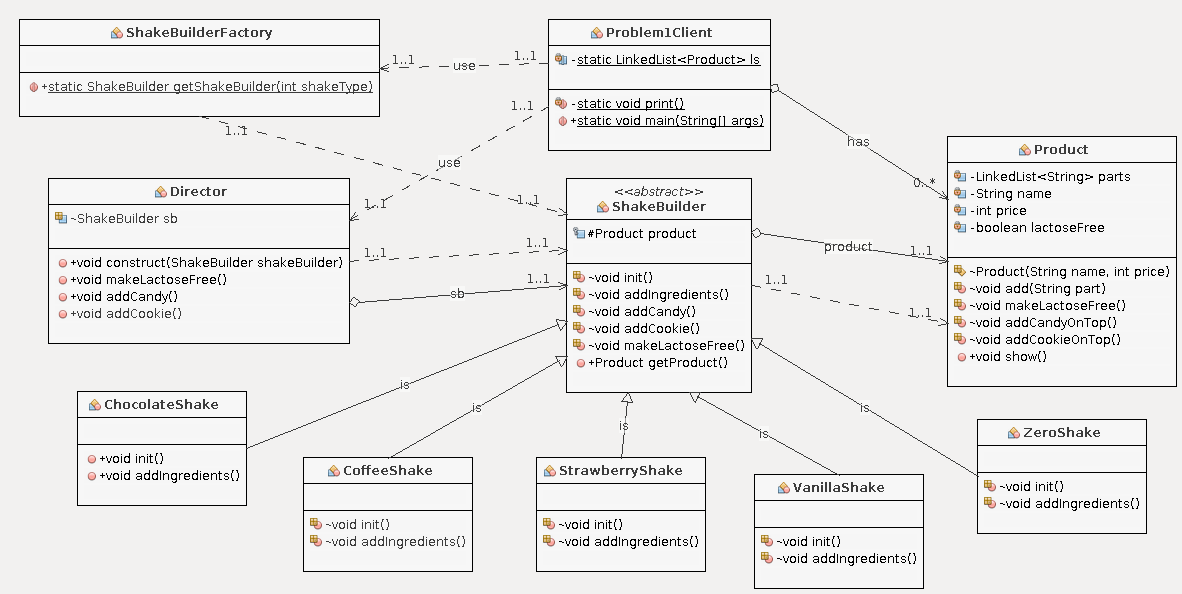 ShakeBuilderFactory
+static ShakeBuilder getShakeBuilder(int shakeType)
Problem1Client
-static LinkedList<Product> ls
-static void print()
+static void main(String[] args)
1..1
use
1..1
1..1
use
1..1
1..1
1..1
has
0..*
Product
-LinkedList<String> parts
-String name
-int price
-boolean lactoseFree
~Product(String name, int price)
~void add(String part)
~void makeLactoseFree()
~void addCandyOnTop()
~void addCookieOnTop()
+void show()
Director
~ShakeBuilder sb
+void construct(ShakeBuilder shakeBuilder)
+void makeLactoseFree()
+void addCandy()
+void addCookie()
<<abstract>>
ShakeBuilder
#Product product
~void init()
~void addIngredients()
~void addCandy()
~void addCookie()
~void makeLactoseFree()
+Product getProduct()
1..1
1..1
sb
1..1
product
1..1
1..1
1..1
is
is
is
is
is
ChocolateShake
+void init()
+void addIngredients()
CoffeeShake
~void init()
~void addIngredients()
StrawberryShake
~void init()
~void addIngredients()
VanillaShake
~void init()
~void addIngredients()
ZeroShake
~void init()
~void addIngredients()